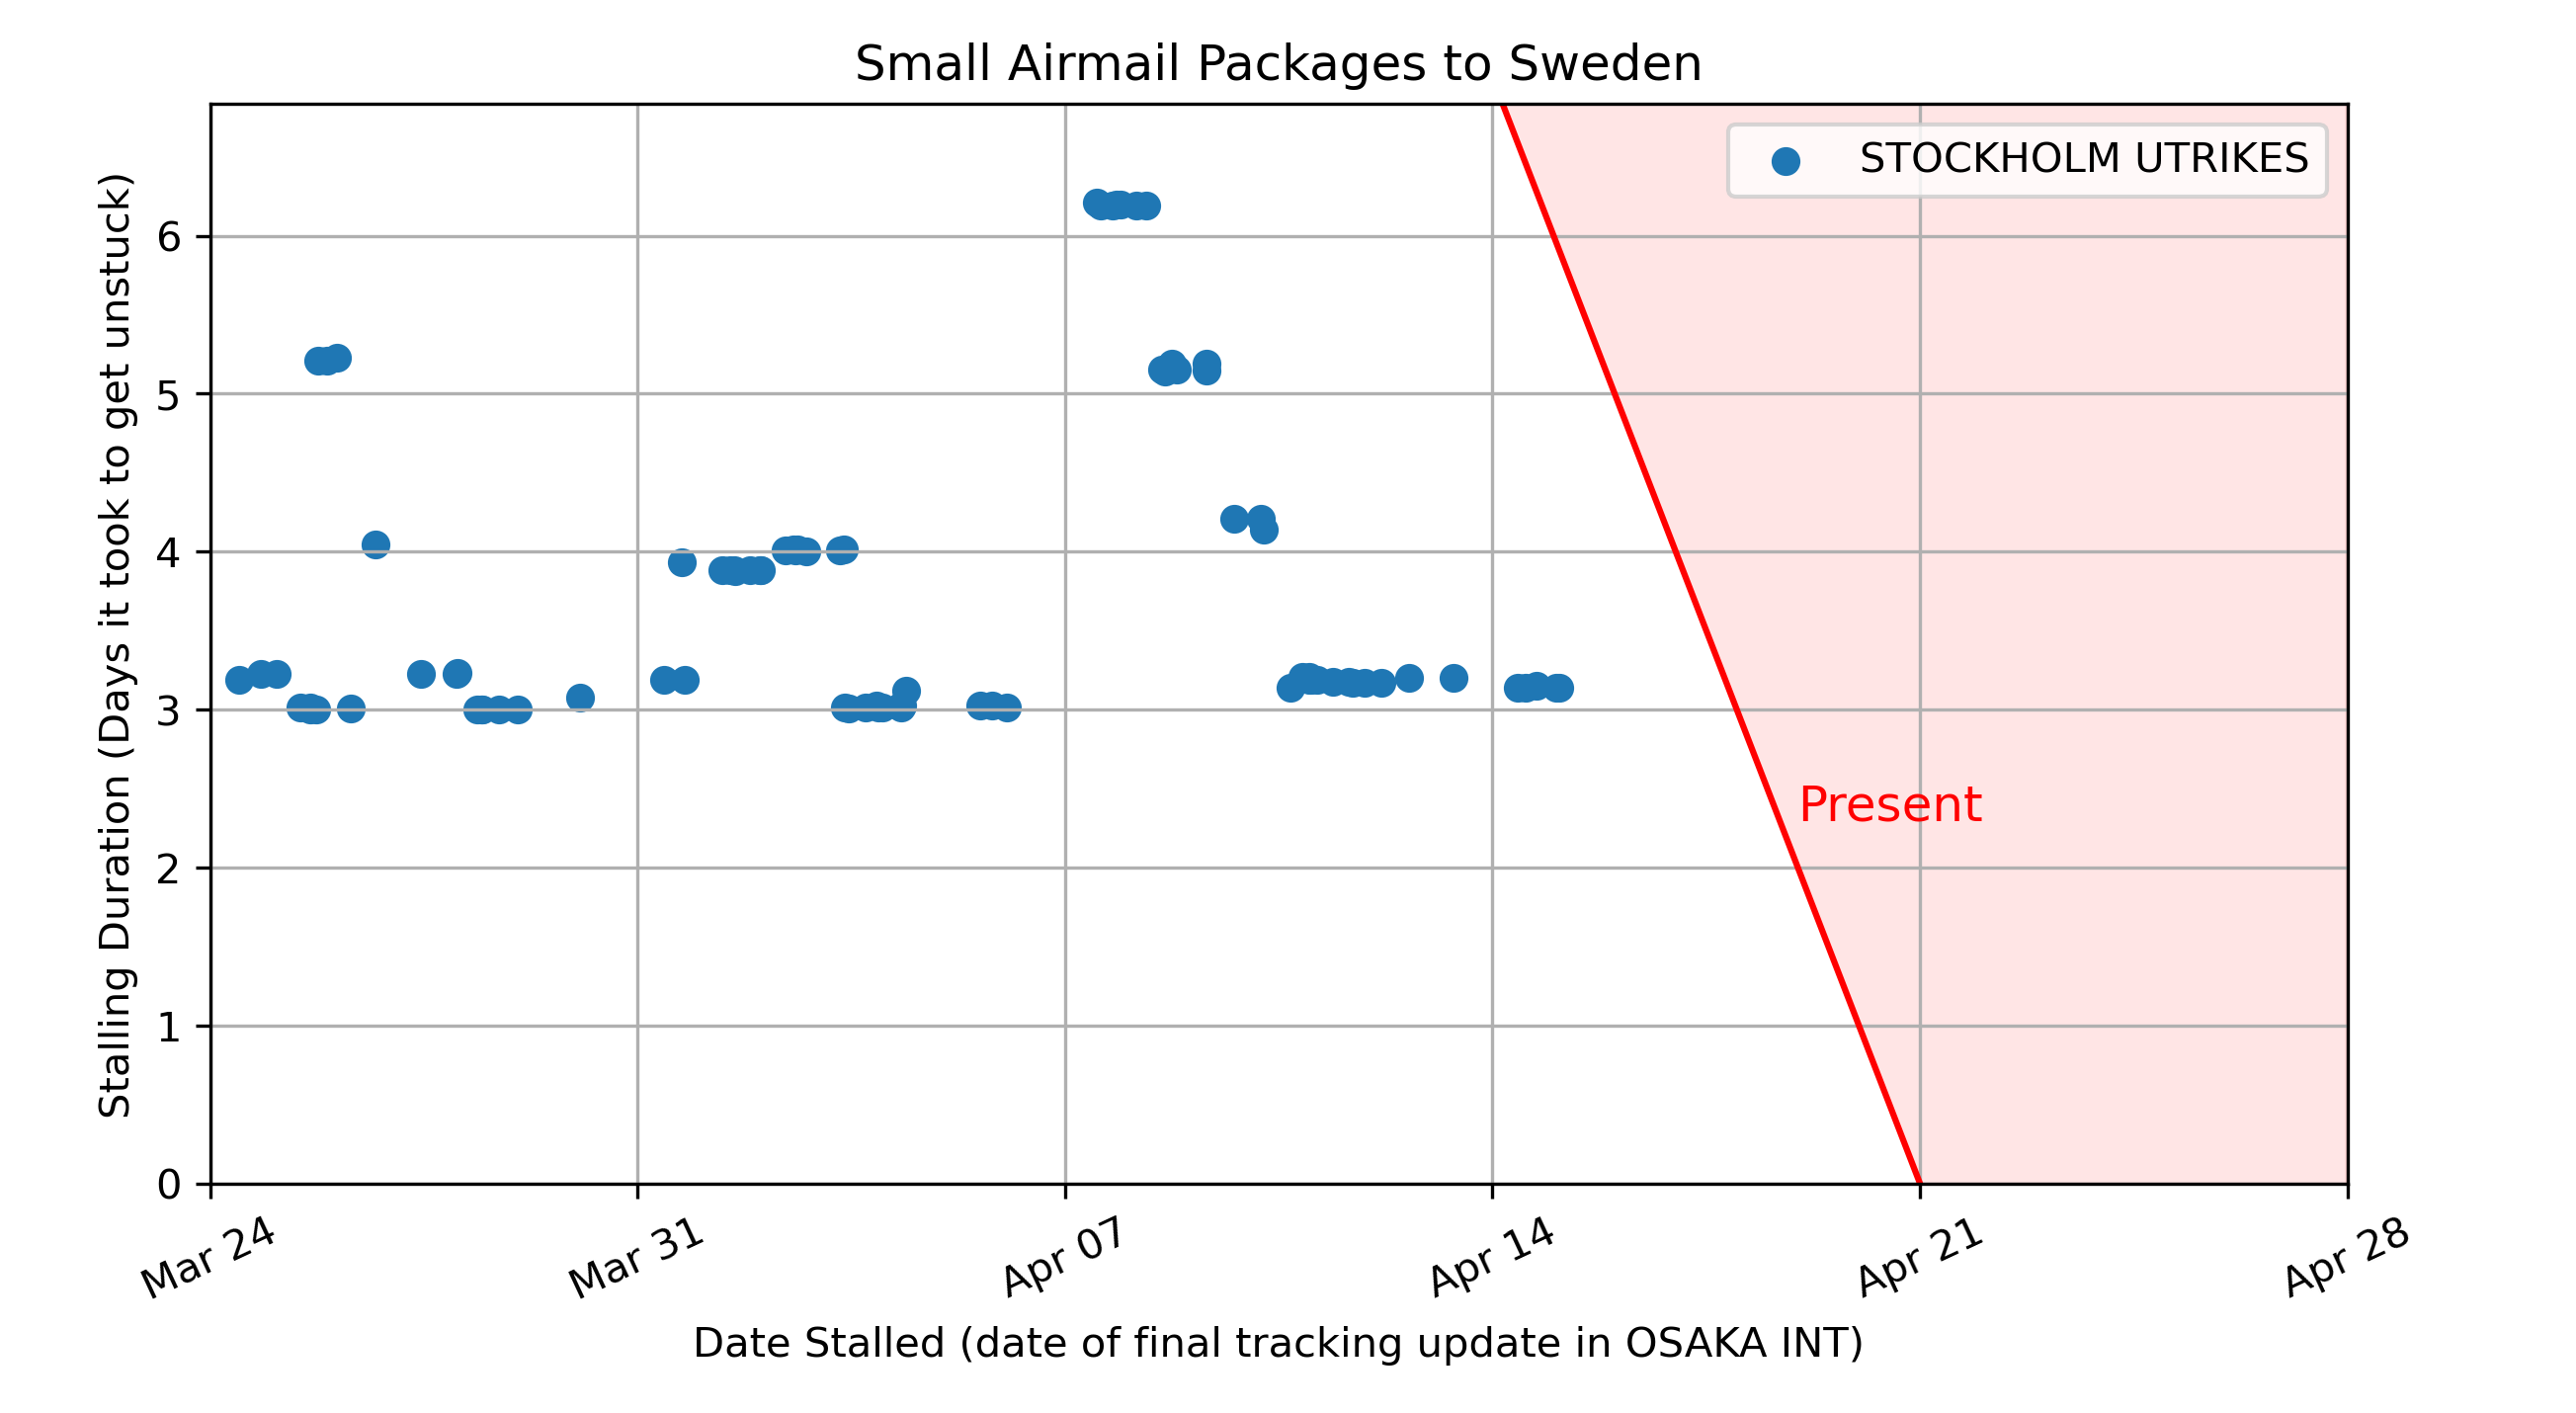 Small Airmail Packages to Sweden
STOCKHOLM UTRIKES
Stalling Duration (Days it took to get unstuck)
6
5
4
3
2
1
0
Present
Mar 24
Mar 31
Apr 07
Apr 14
Apr 21
Apr 28
Date Stalled (date of final tracking update in OSAKA INT)